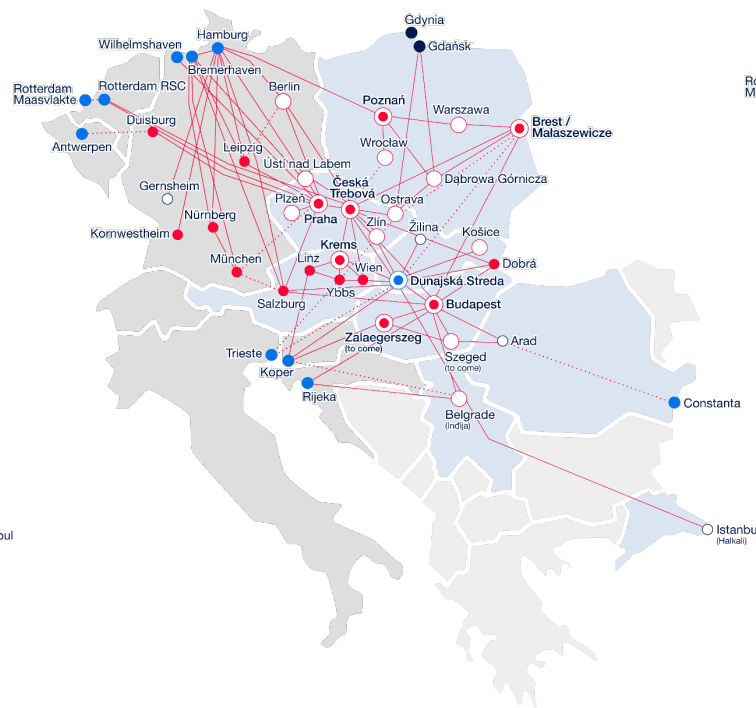 Gdynia
Gdańsk
Hamburg
Wilhelmshaven
Bremerhaven
Rotterdam
Maasvlakte
Rotterdam RSC
Berlin
Poznań
Warszawa
Brest /
Małaszewicze
Duisburg
Antwerpen
Leipzig
Wrocław
Ústí nad Labem
Česká
Třebová
Dąbrowa Górnicza
Gernsheim
Plzeň
Praha
Ostrava
Nürnberg
Zlín
Žilina
Košice
Kornwestheim
Krems
München
Linz
Wien
Dobrá
Dunajská Streda
Ybbs
Salzburg
Budapest
Zalaegerszeg
(to come)
Arad
Trieste
Koper
Szeged
(to come)
Rijeka
Constanta
Belgrade
(Inđija)
Istanbu
(Halkali)
Ro
M
oul